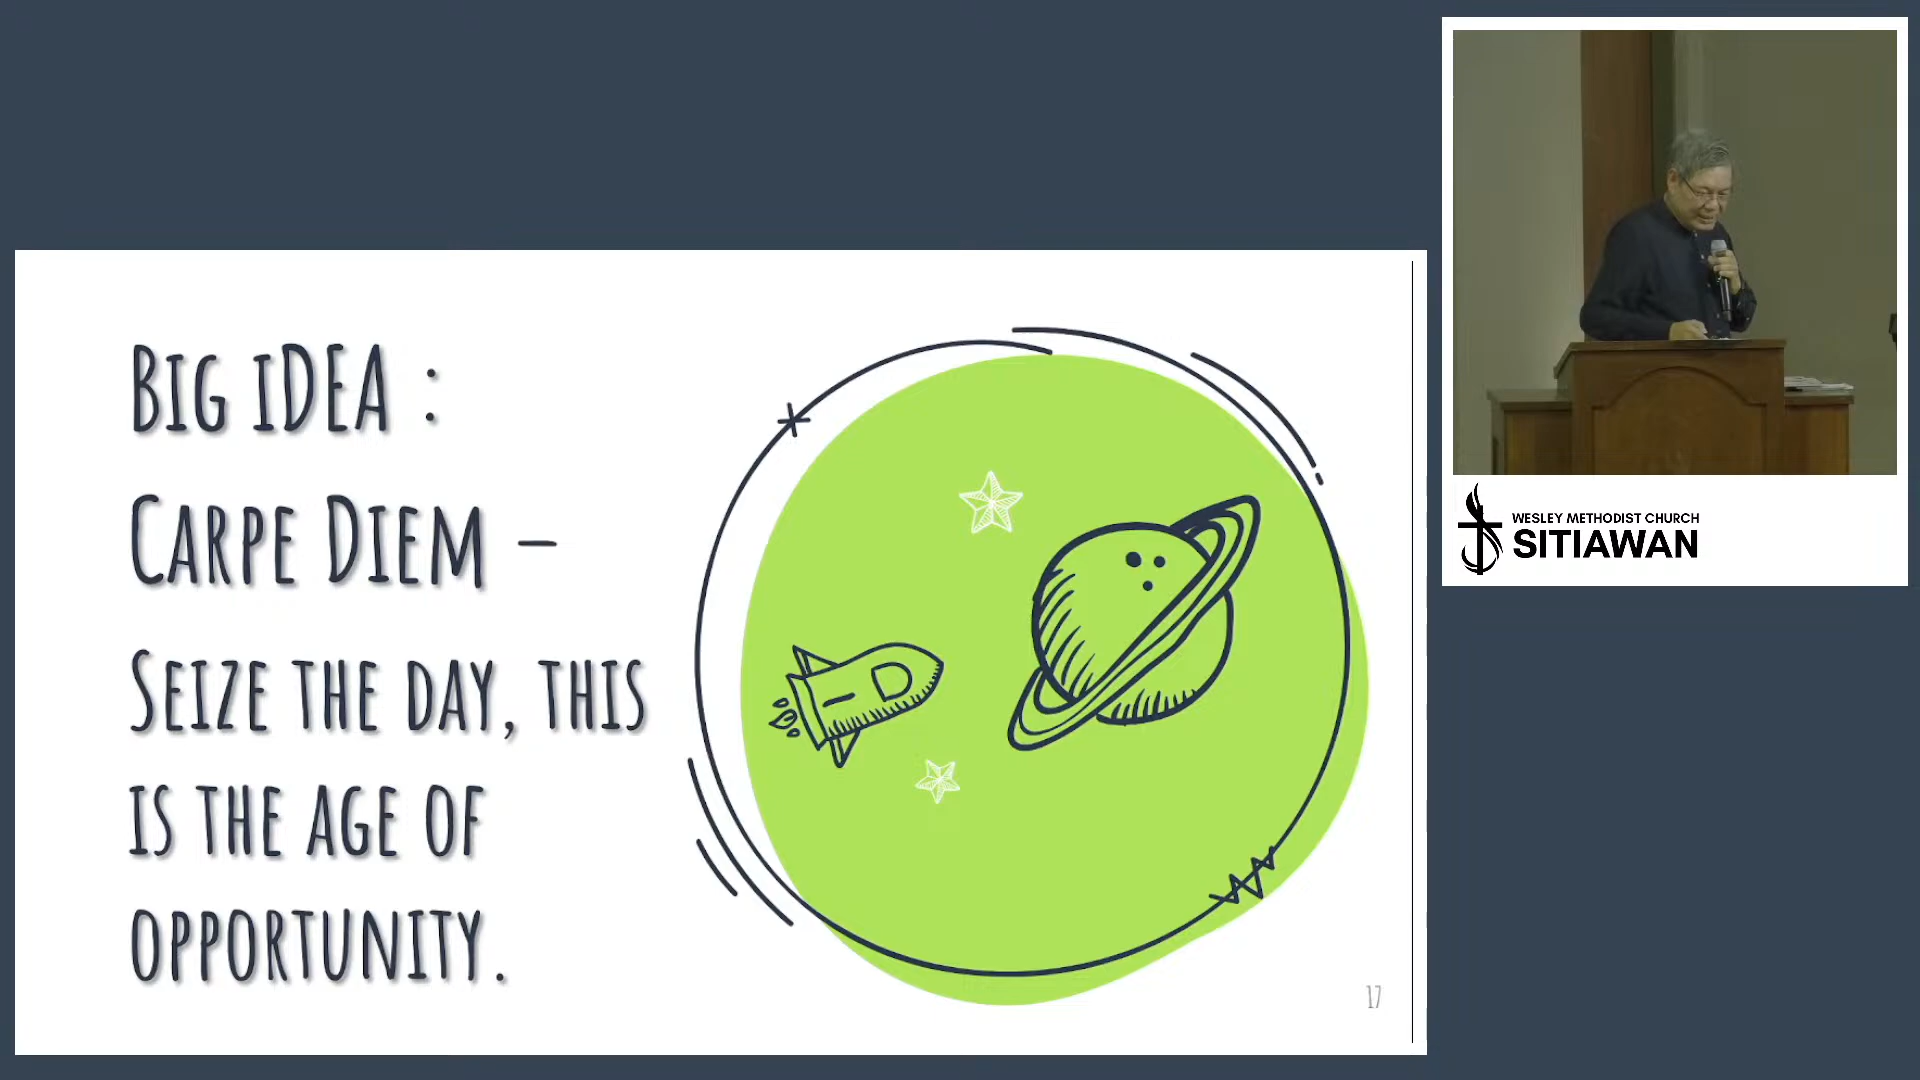 BIG iDEA :
CARPE DIEM –
SEIZE THE DAY, THIS
IS THE AGE OF
OPPORTUNITY.
17
WESLEY METHODIST CHURCH
SITIAWAN